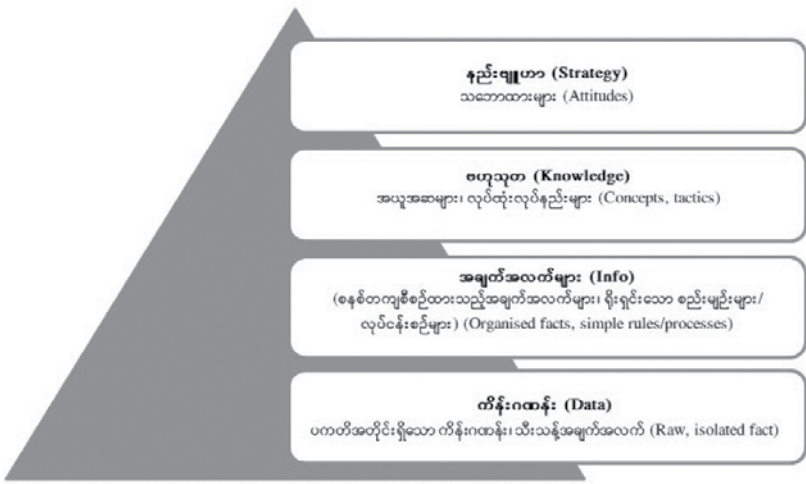 နည်းဗျူဟာ (Strategy)
သဘောထားများ (Attitudes)
ဗဟုသုတ (Knowledge)
အယူအဆများ၊ လုပ်ထုံးလုပ်နည်းများ (Concepts, tactics)
အချက်အလက်များ (Info)
(စနစ်တကျစီစဉ်ထားသည့်အချက်အလက်များ၊ ရိုးရှင်းသော စည်းမျဉ်းများ/
လုပ်ငန်းစဉ်များ) (Organised facts, simple rules/processes)
ကိန်းဂဏန်း (Data)
ပကတိအတိုင်းရှိသော ကိန်းဂဏန်း၊ သီးသန့်အချက်အလက် (Raw, isolated fact)